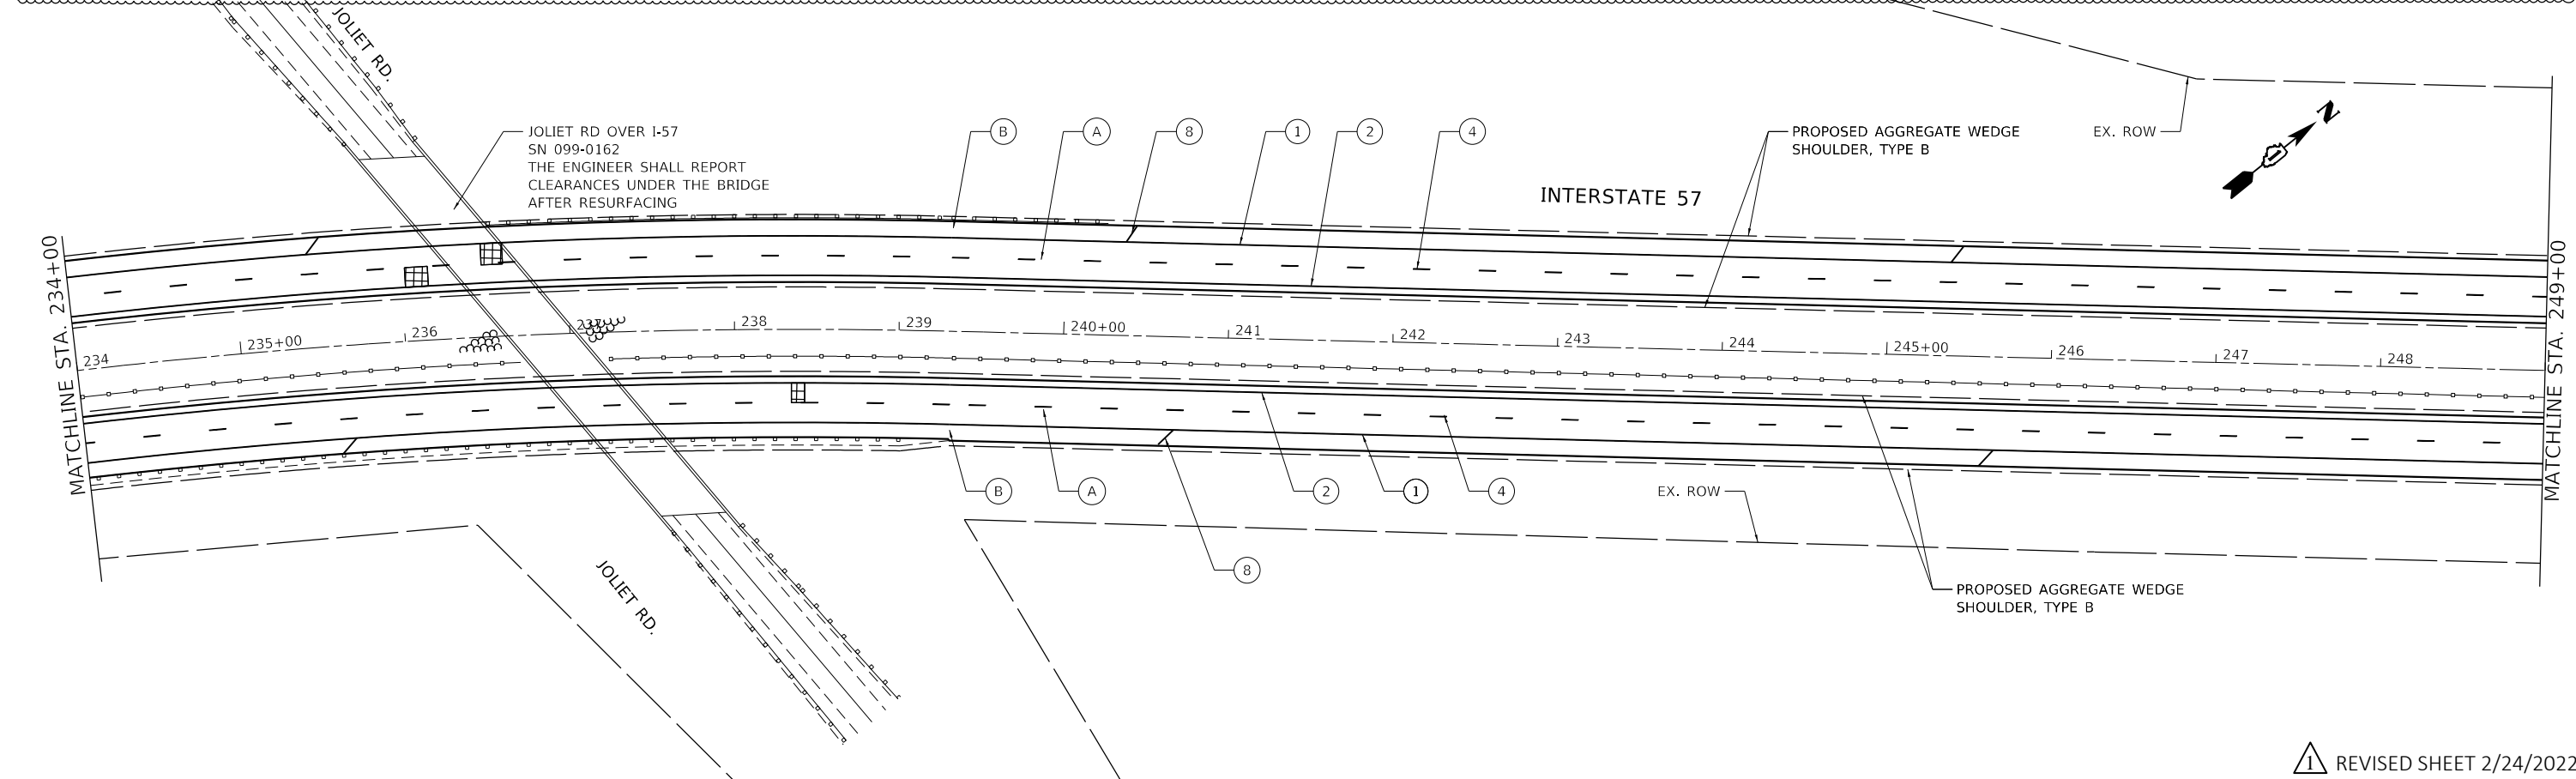 JOLIET RD.
JOLIET RD OVER I-57
SN 099-0162
THE ENGINEER SHALL REPORT
CLEARANCES UNDER THE BRIDGE
AFTER RESURFACING
B
A
8
1
2
4
PROPOSED AGGREGATE WEDGE
SHOULDER, TYPE B
EX. ROW
N
INTERSTATE 57
MATCHLINE STA. 234+00
MATCHLINE STA. 249+00
234
235+00
236
237
238
239
240+00
241
242
243
244
245+00
246
247
248
B
A
2
1
4
8
EX. ROW
JOLIET RD.
PROPOSED AGGREGATE WEDGE
SHOULDER, TYPE B
1 REVISED SHEET 2/24/2022